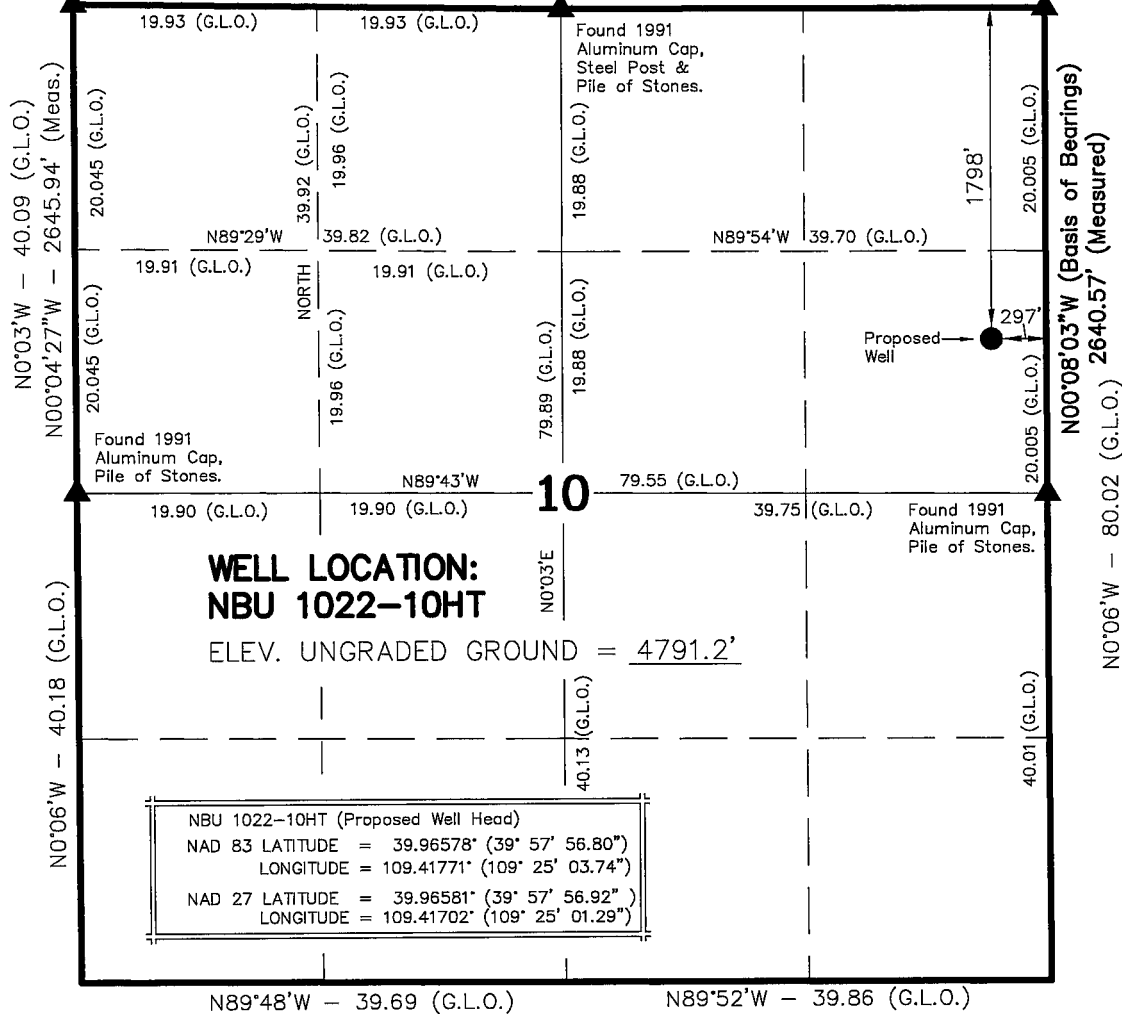 19.93 (G.L.O.)
19.93 (G.L.O.)
Found 1991
Aluminum Cap,
Steel Post &
Pile of Stones.
N0°03'W – 40.09 (G.L.O.)
N00°04'27"W – 2645.94' (Meas.)
20.045 (G.L.O.)
39.92 (G.L.O.)
19.96 (G.L.O.)
19.88 (G.L.O.)
1798'
20.005 (G.L.O.)
N00°08'03"W (Basis of Bearings)
2640.57' (Measured)
N89°29'W
39.82 (G.L.O.)
N89°54'W
39.70 (G.L.O.)
19.91 (G.L.O.)
19.91 (G.L.O.)
NORTH
20.045 (G.L.O.)
19.96 (G.L.O.)
79.89 (G.L.O.)
19.88 (G.L.O.)
297'
Proposed
Well
20.005 (G.L.O.)
N0°06'W – 80.02 (G.L.O.)
Found 1991
Aluminum Cap,
Pile of Stones.
N89°43'W
10
79.55 (G.L.O.)
19.90 (G.L.O.)
19.90 (G.L.O.)
39.75 (G.L.O.)
Found 1991
Aluminum Cap,
Pile of Stones.
WELL LOCATION:
NBU 1022–10HT
N0°03'E
ELEV. UNGRADED GROUND = 4791.2'
N0°06'W – 40.18 (G.L.O.)
40.13 (G.L.O.)
40.01 (G.L.O.)
NBU 1022–10HT (Proposed Well Head)
NAD 83 LATITUDE = 39.96578° (39° 57' 56.80")
LONGITUDE = 109.41771° (109° 25' 03.74")
NAD 27 LATITUDE = 39.96581° (39° 57' 56.92" )
LONGITUDE = 109.41702° (109° 25' 01.29")
N89°48'W – 39.69 (G.L.O.)
N89°52'W – 39.86 (G.L.O.)